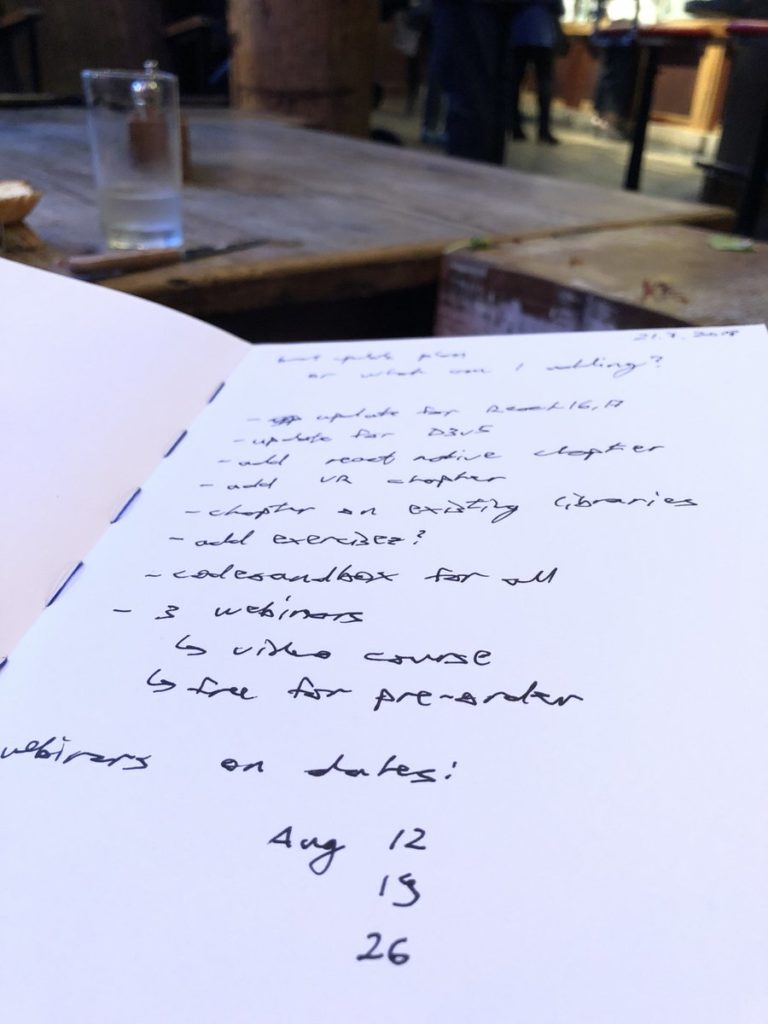 21.7.2018
update plan
or what am I adding?
- update for React 16, 17
- update for D3v5
- add react native chapter
- add VR chapter
- chapter on existing libraries
- add exercises?
- codesandbox for all
- 3 webinars
↳ video course
↳ free for pre-order
webinars on dates:
Aug 12
19
26